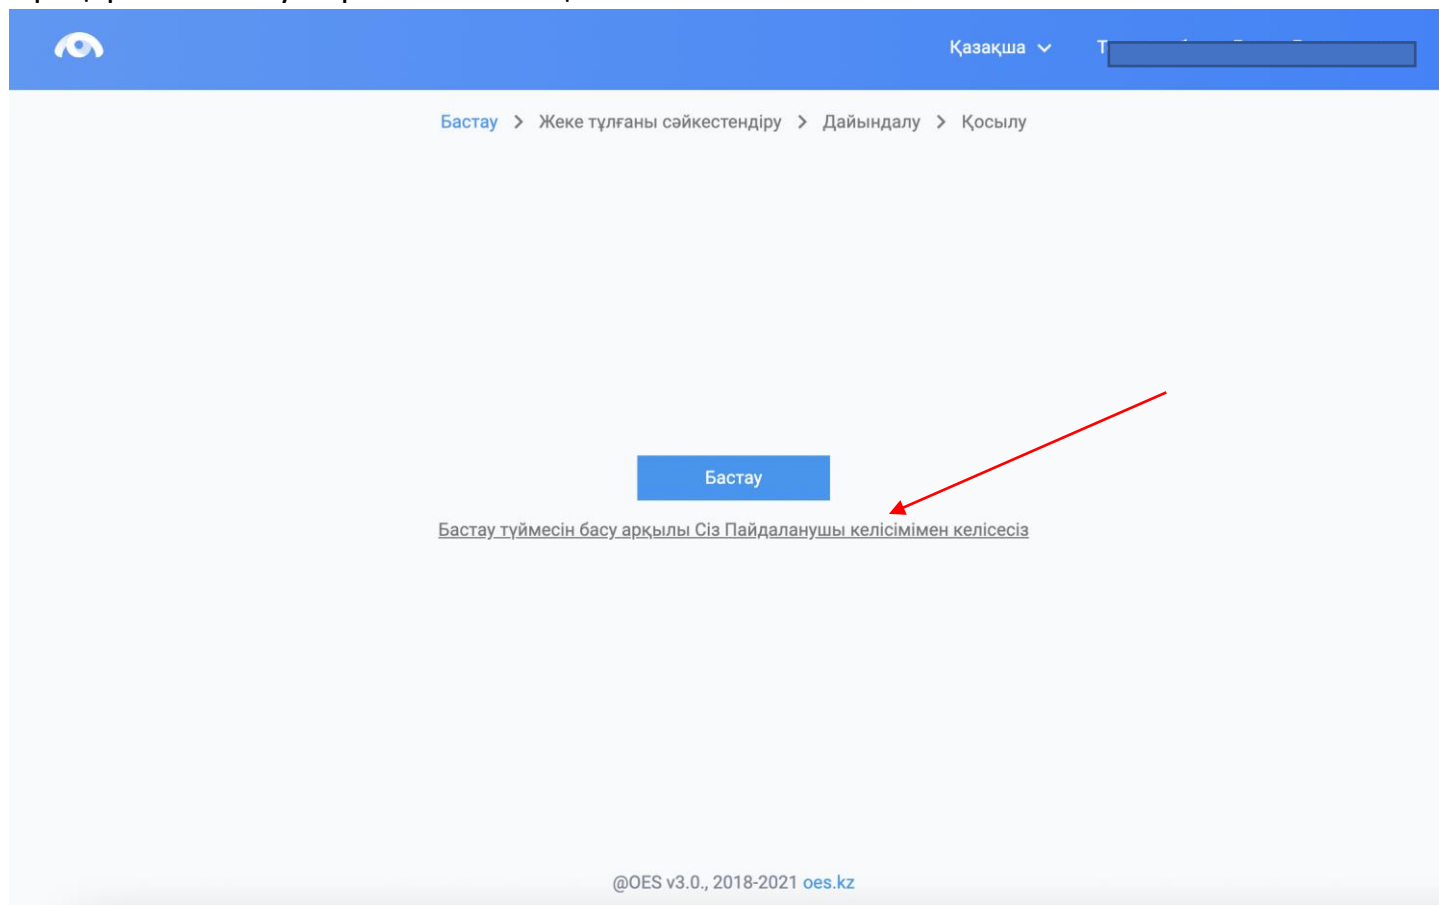 Қазақша
Бастау > Жеке тұлғаны сәйкестендіру > Дайындалу > Қосылу
Бастау
Бастау түймесін басу арқылы Сіз Пайдаланушы келісімімен келісесіз
@OES v3.0., 2018-2021 oes.kz